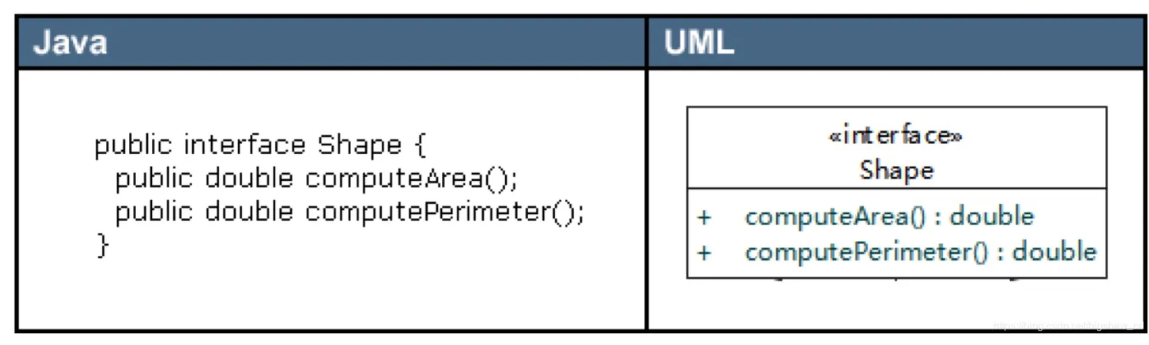 Java
UML
public interface Shape {
public double computeArea();
public double computePerimeter();
}
«interface»
Shape
+ computeArea() : double
+ computePerimeter() : double